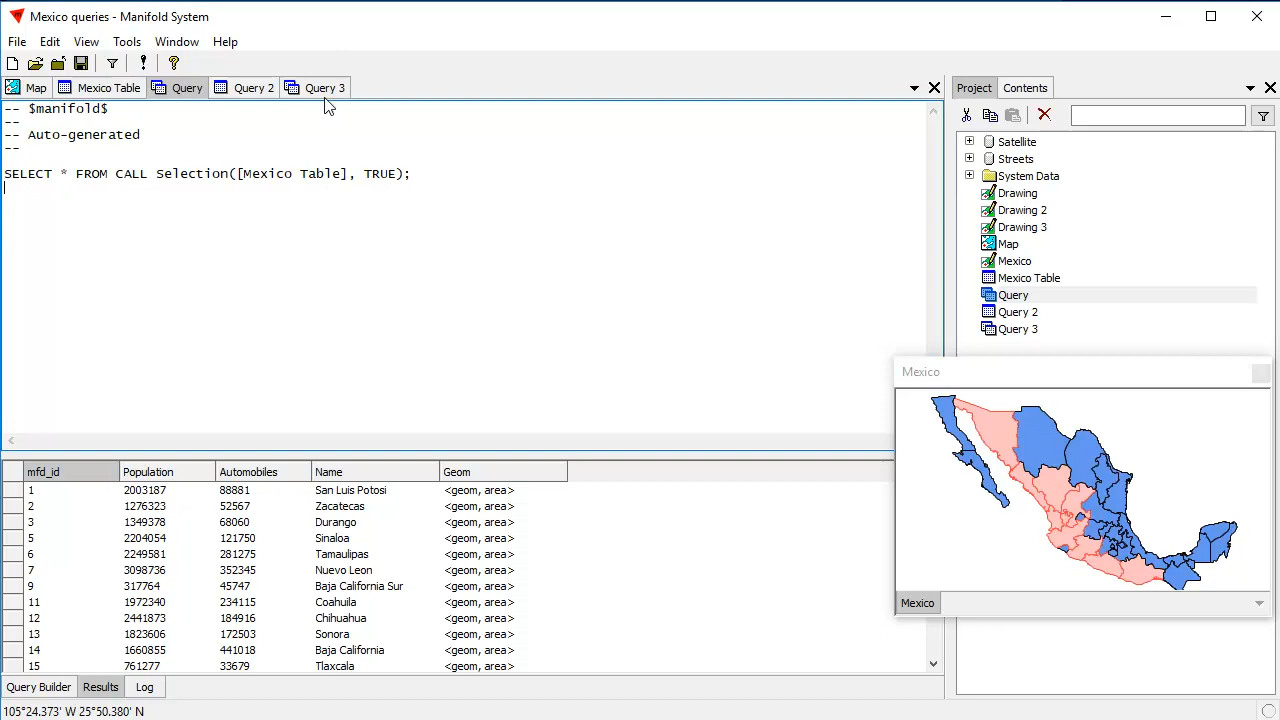 Mexico queries - Manifold System
File Edit View Tools Window Help
Map Mexico Table Query Query 2 Query 3
Project Contents
-- $manifold$
--
-- Auto-generated
--
SELECT * FROM CALL Selection([Mexico Table], TRUE);
Satellite
Streets
System Data
Drawing
Drawing 2
Drawing 3
Map
Mexico
Mexico Table
Query
Query 2
Query 3
Mexico
Mexico
mfd_id Population Automobiles Name Geom
1 2003187 88881 San Luis Potosi <geom, area>
2 1276323 52567 Zacatecas <geom, area>
3 1349378 68060 Durango <geom, area>
5 2204054 121750 Sinaloa <geom, area>
6 2249581 281275 Tamaulipas <geom, area>
7 3098736 352345 Nuevo Leon <geom, area>
9 317764 45747 Baja California Sur <geom, area>
11 1972340 234115 Coahuila <geom, area>
12 2441873 184916 Chihuahua <geom, area>
13 1823606 172503 Sonora <geom, area>
14 1660855 441018 Baja California <geom, area>
15 761277 33679 Tlaxcala <geom, area>
Query Builder Results Log
105°24.373' W 25°50.380' N